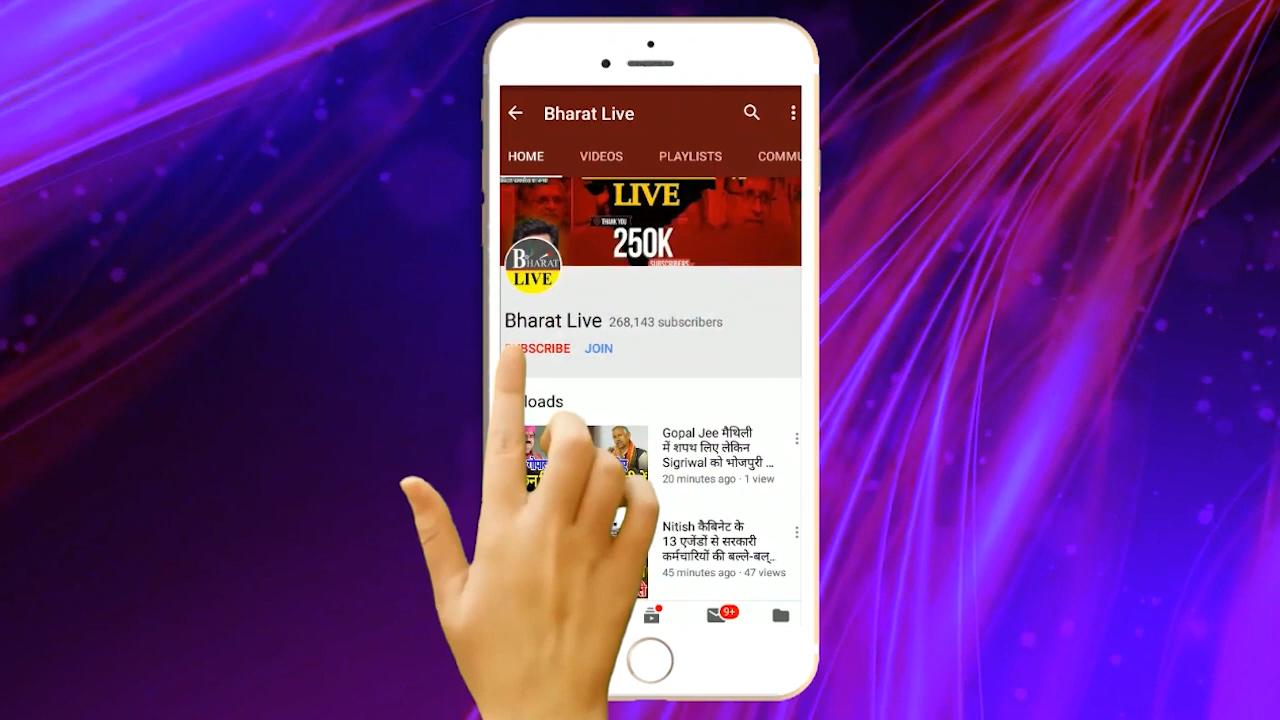 Bharat Live
HOME VIDEOS PLAYLISTS COMMU
LIVE
THANK YOU
250K
SUBSCRIBERS
BHARAT
LIVE
Bharat Live 268,143 subscribers
SUBSCRIBE JOIN
loads
Gopal Jee मैथिली
में शपथ लिए लेकिन
Sigriwal को भोजपुरी ...
20 minutes ago · 1 view
Nitish कैबिनेट के
13 एजेंडों से सरकारी
कर्मचारियों की बल्ले-बल्...
45 minutes ago · 47 views
9+